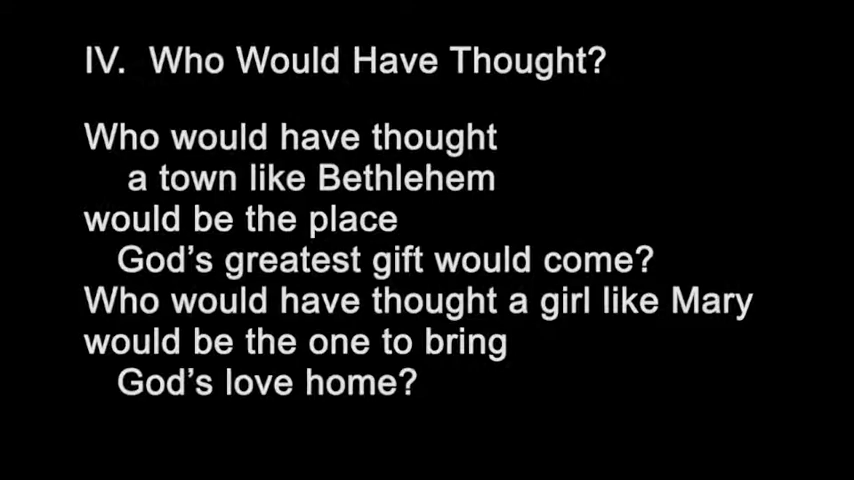 IV. Who Would Have Thought?
Who would have thought
a town like Bethlehem
would be the place
God's greatest gift would come?
Who would have thought a girl like Mary
would be the one to bring
God's love home?